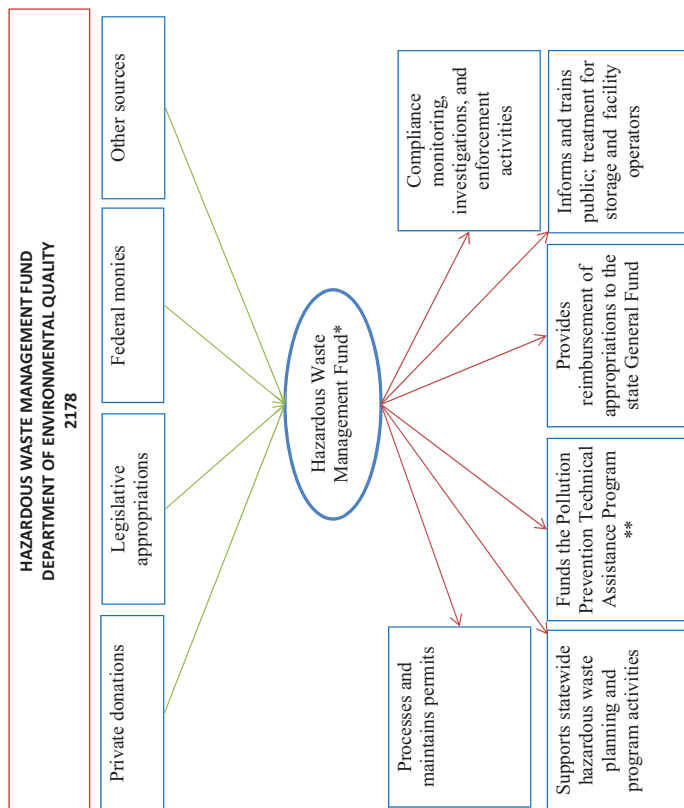 HAZARDOUS WASTE MANAGEMENT FUND
DEPARTMENT OF ENVIRONMENTAL QUALITY
2178
Private donations
Legislative
appropriations
Federal monies
Other sources
Hazardous Waste
Management Fund*
Processes and
maintains permits
Compliance
monitoring,
investigations, and
enforcement
activities
Supports statewide
hazardous waste
planning and
program activities
Funds the Pollution
Prevention Technical
Assistance Program
**
Provides
reimbursement of
appropriations to the
state General Fund
Informs and trains
public; treatment for
storage and facility
operators